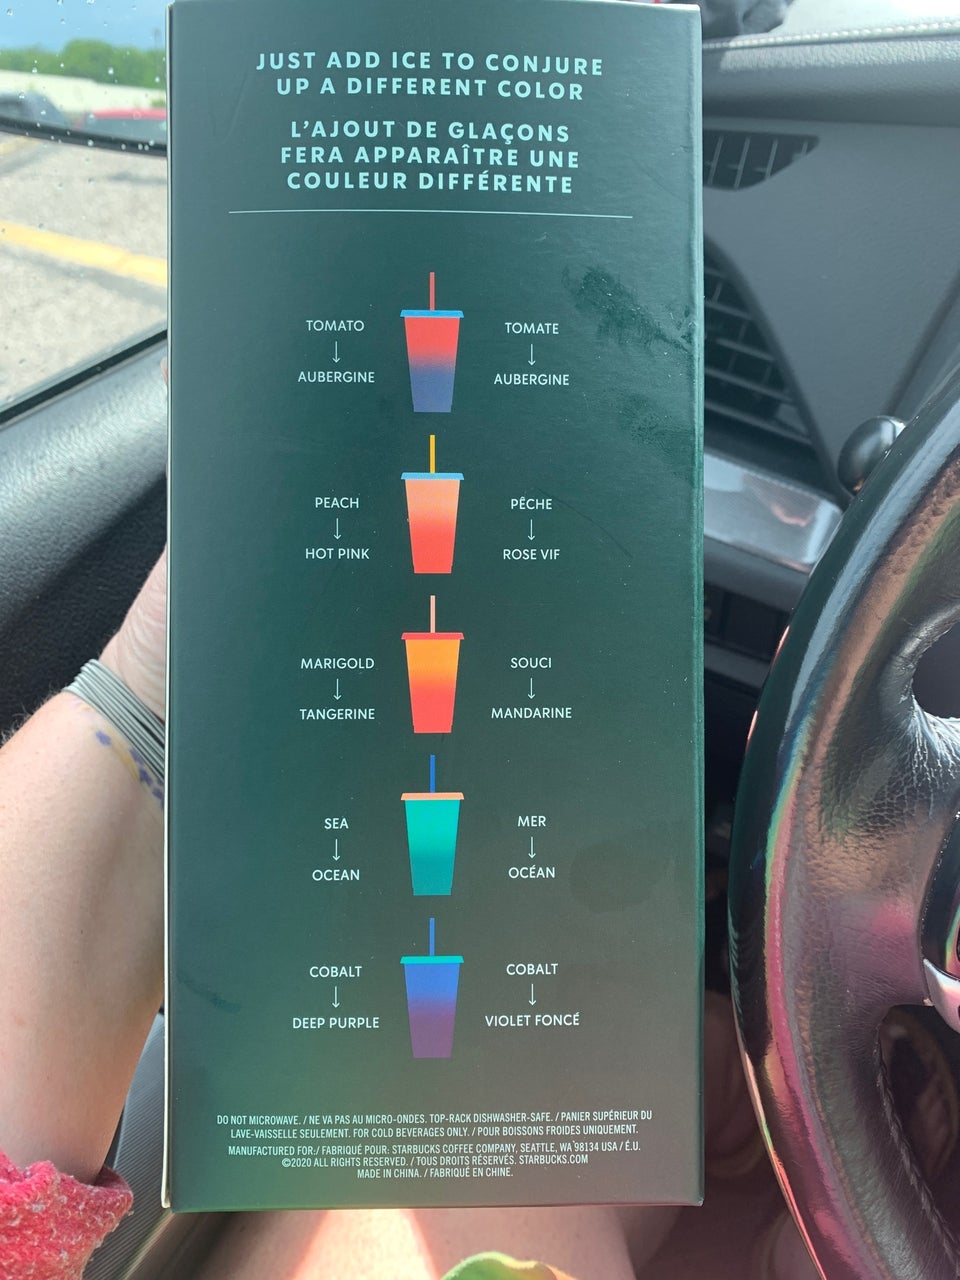 JUST ADD ICE TO CONJURE
UP A DIFFERENT COLOR
L'AJOUT DE GLAÇONS
FERA APPARAÎTRE UNE
COULEUR DIFFÉRENTE
TOMATO
↓
AUBERGINE
TOMATE
↓
AUBERGINE
PEACH
↓
HOT PINK
PÊCHE
↓
ROSE VIF
MARIGOLD
↓
TANGERINE
SOUCI
↓
MANDARINE
SEA
↓
OCEAN
MER
↓
OCÉAN
COBALT
↓
DEEP PURPLE
COBALT
↓
VIOLET FONCÉ
DO NOT MICROWAVE. / NE VA PAS AU MICRO-ONDES. TOP-RACK DISHWASHER-SAFE. / PANIER SUPÉRIEUR DU
LAVE-VAISSELLE SEULEMENT. FOR COLD BEVERAGES ONLY. / POUR BOISSONS FROIDES UNIQUEMENT.
MANUFACTURED FOR:/ FABRIQUÉ POUR: STARBUCKS COFFEE COMPANY, SEATTLE, WA 98134 USA / É.U.
©2020 ALL RIGHTS RESERVED. / TOUS DROITS RÉSERVÉS. STARBUCKS.COM
MADE IN CHINA. / FABRIQUÉ EN CHINE.